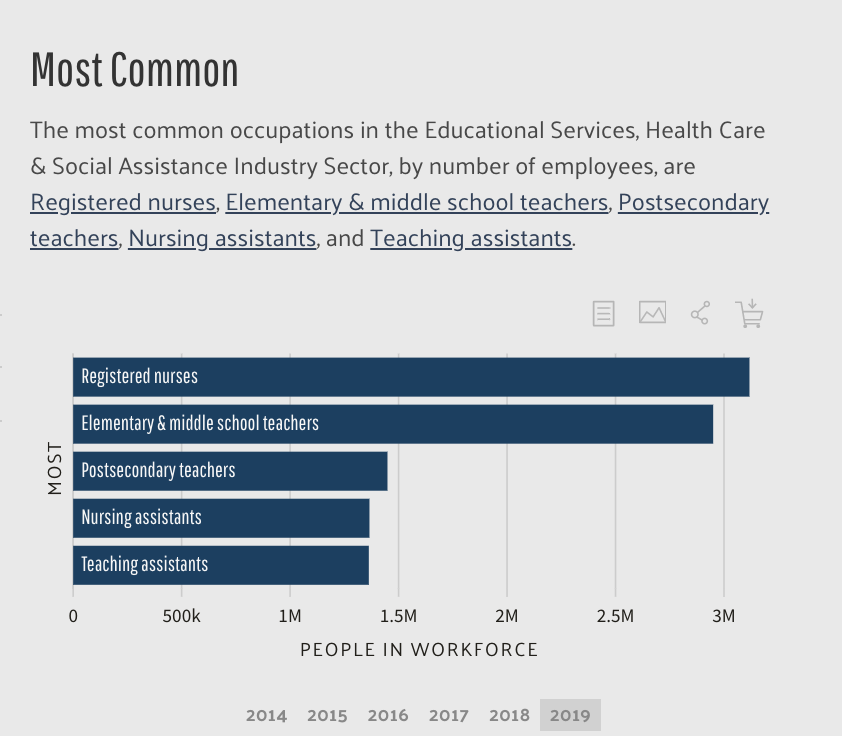 Most Common
The most common occupations in the Educational Services, Health Care
& Social Assistance Industry Sector, by number of employees, are
Registered nurses, Elementary & middle school teachers, Postsecondary
teachers, Nursing assistants, and Teaching assistants.
MOST
Registered nurses
Elementary & middle school teachers
Postsecondary teachers
Nursing assistants
Teaching assistants
0 500k 1M 1.5M 2M 2.5M 3M
PEOPLE IN WORKFORCE
2014 2015 2016 2017 2018 2019